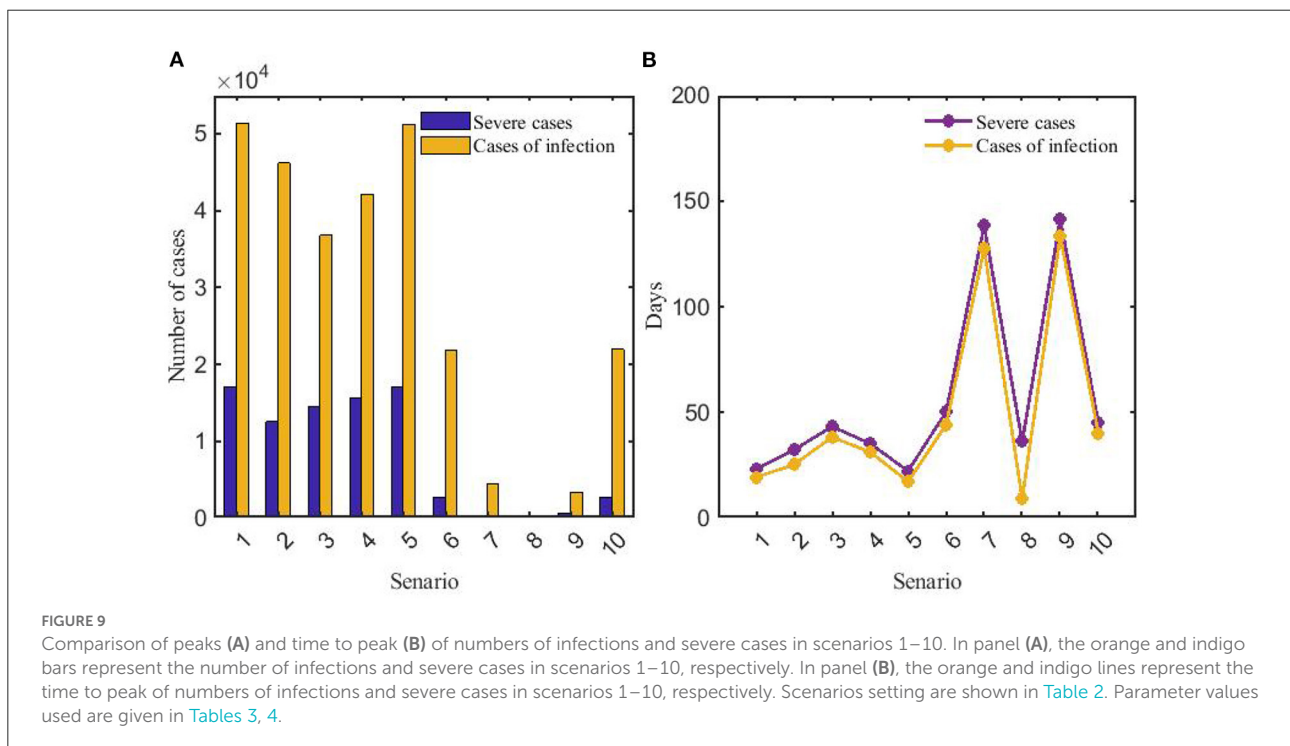 A
×10⁴
5
4
3
2
1
0
Number of cases
Severe cases
Cases of infection
1 2 3 4 5 6 7 8 9 10
Senario
B
200
150
100
50
0
Days
Severe cases
Cases of infection
1 2 3 4 5 6 7 8 9 10
Senario
FIGURE 9
Comparison of peaks (A) and time to peak (B) of numbers of infections and severe cases in scenarios 1–10. In panel (A), the orange and indigo
bars represent the number of infections and severe cases in scenarios 1–10, respectively. In panel (B), the orange and indigo lines represent the
time to peak of numbers of infections and severe cases in scenarios 1–10, respectively. Scenarios setting are shown in Table 2. Parameter values
used are given in Tables 3, 4.